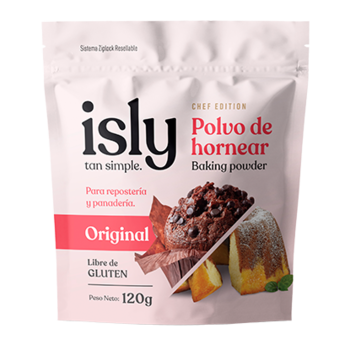 Sistema Ziplock Resellable
isly
tan simple.
CHEF EDITION
Polvo de
hornear
Baking powder
Para repostería
y panadería.
Original
Libre de
GLUTEN
Peso Neto: 120g